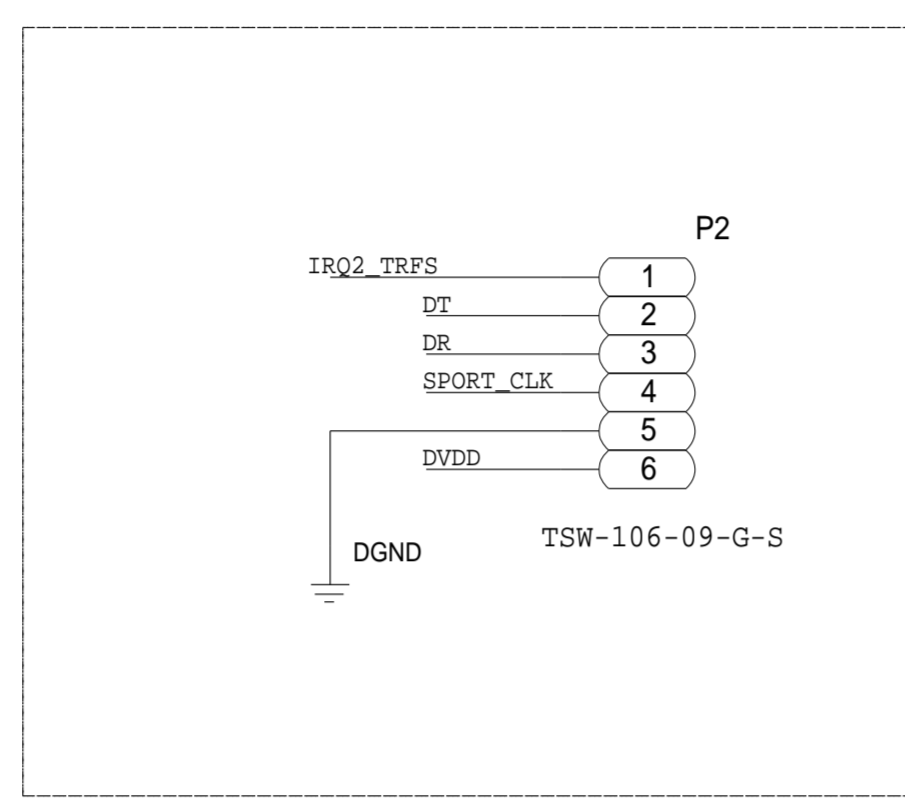 P2
IRQ2_TRFS 1
DT 2
DR 3
SPORT_CLK 4
5
DVDD 6
TSW-106-09-G-S
DGND